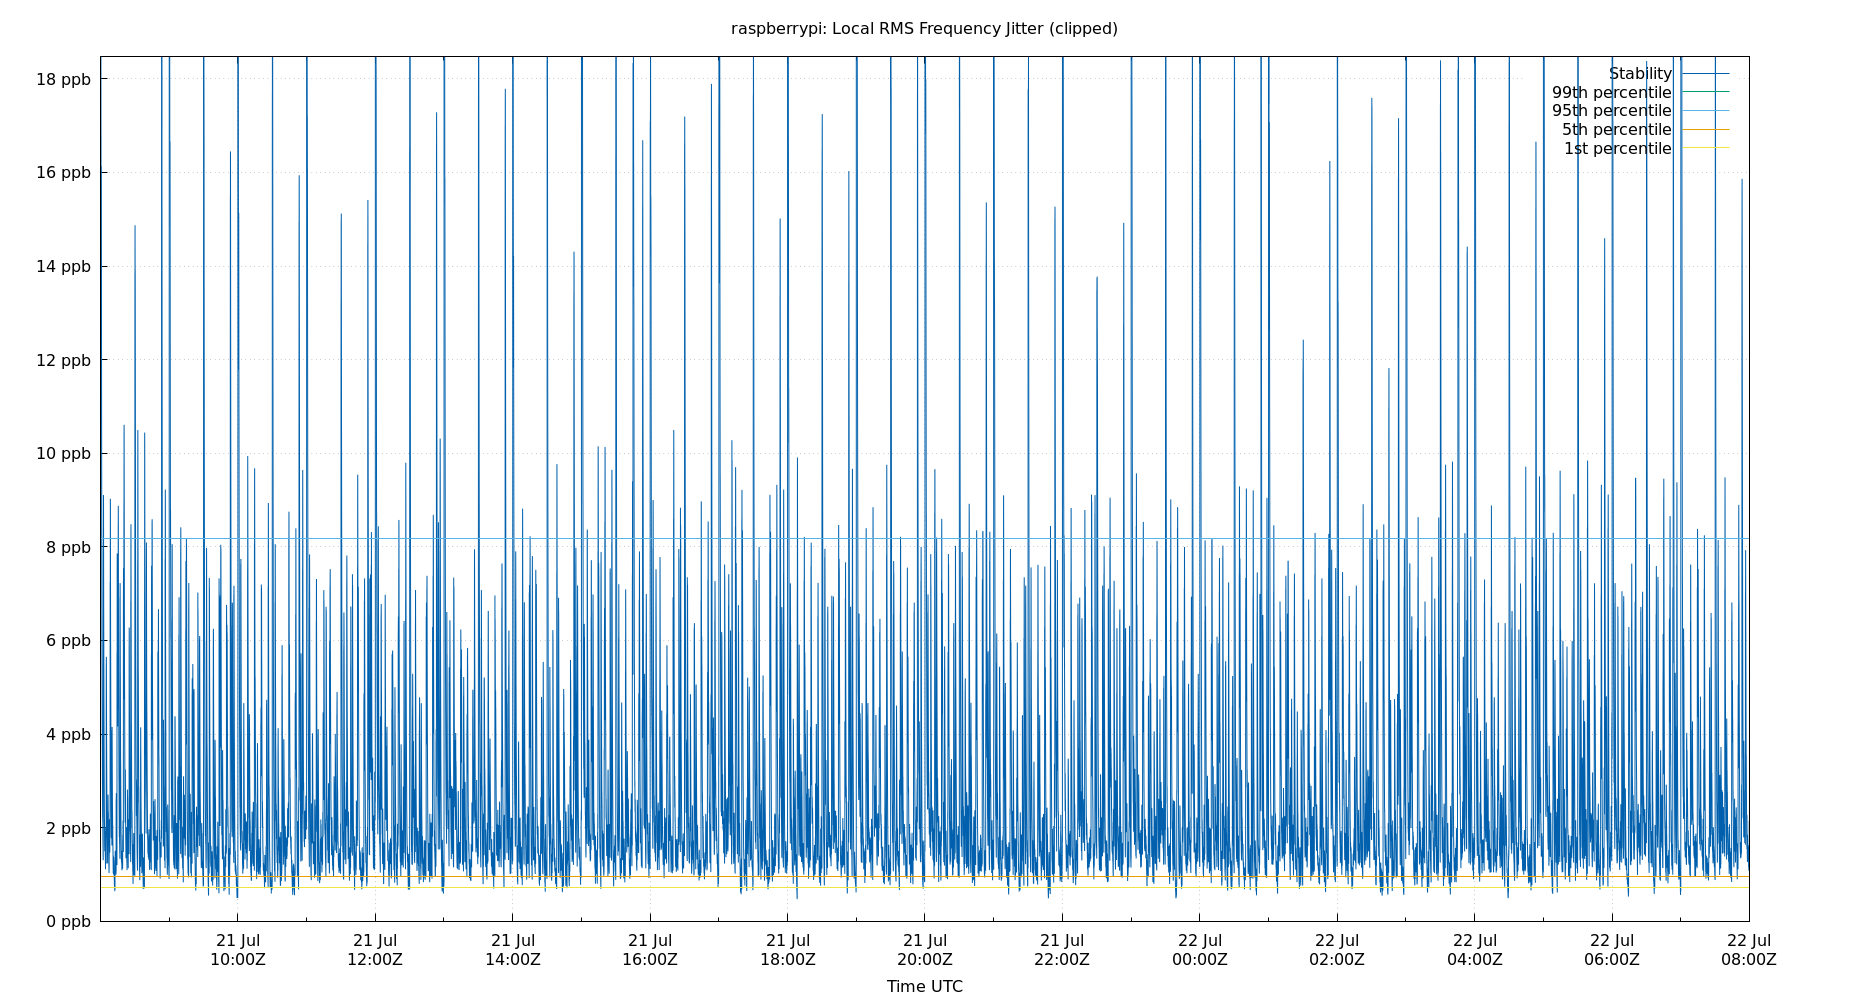 raspberrypi: Local RMS Frequency Jitter (clipped)
18 ppb
16 ppb
14 ppb
12 ppb
10 ppb
8 ppb
6 ppb
4 ppb
2 ppb
0 ppb
Stability
99th percentile
95th percentile
5th percentile
1st percentile
21 Jul 21 Jul 21 Jul 21 Jul 21 Jul 21 Jul 21 Jul 22 Jul 22 Jul 22 Jul 22 Jul 22 Jul
10:00Z 12:00Z 14:00Z 16:00Z 18:00Z 20:00Z 22:00Z 00:00Z 02:00Z 04:00Z 06:00Z 08:00Z
Time UTC